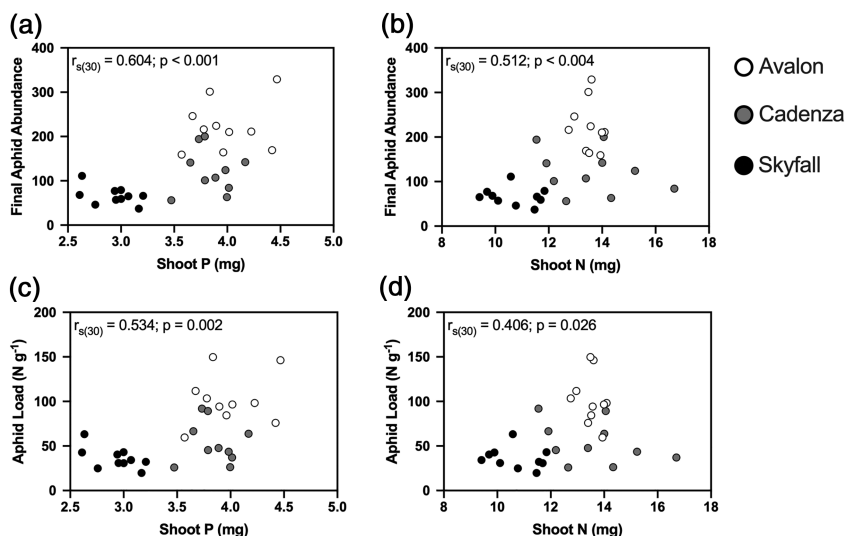 (a)
r_s(30) = 0.604; p < 0.001
400
300
200
100
0
Final Aphid Abundance
2.5 3.0 3.5 4.0 4.5 5.0
Shoot P (mg)
(b)
r_s(30) = 0.512; p < 0.004
400
300
200
100
0
Final Aphid Abundance
8 10 12 14 16 18
Shoot N (mg)
Avalon
Cadenza
Skyfall
(c)
r_s(30) = 0.534; p = 0.002
200
150
100
50
0
Aphid Load (N g⁻¹)
2.5 3.0 3.5 4.0 4.5 5.0
Shoot P (mg)
(d)
r_s(30) = 0.406; p = 0.026
200
150
100
50
0
Aphid Load (N g⁻¹)
8 10 12 14 16 18
Shoot N (mg)